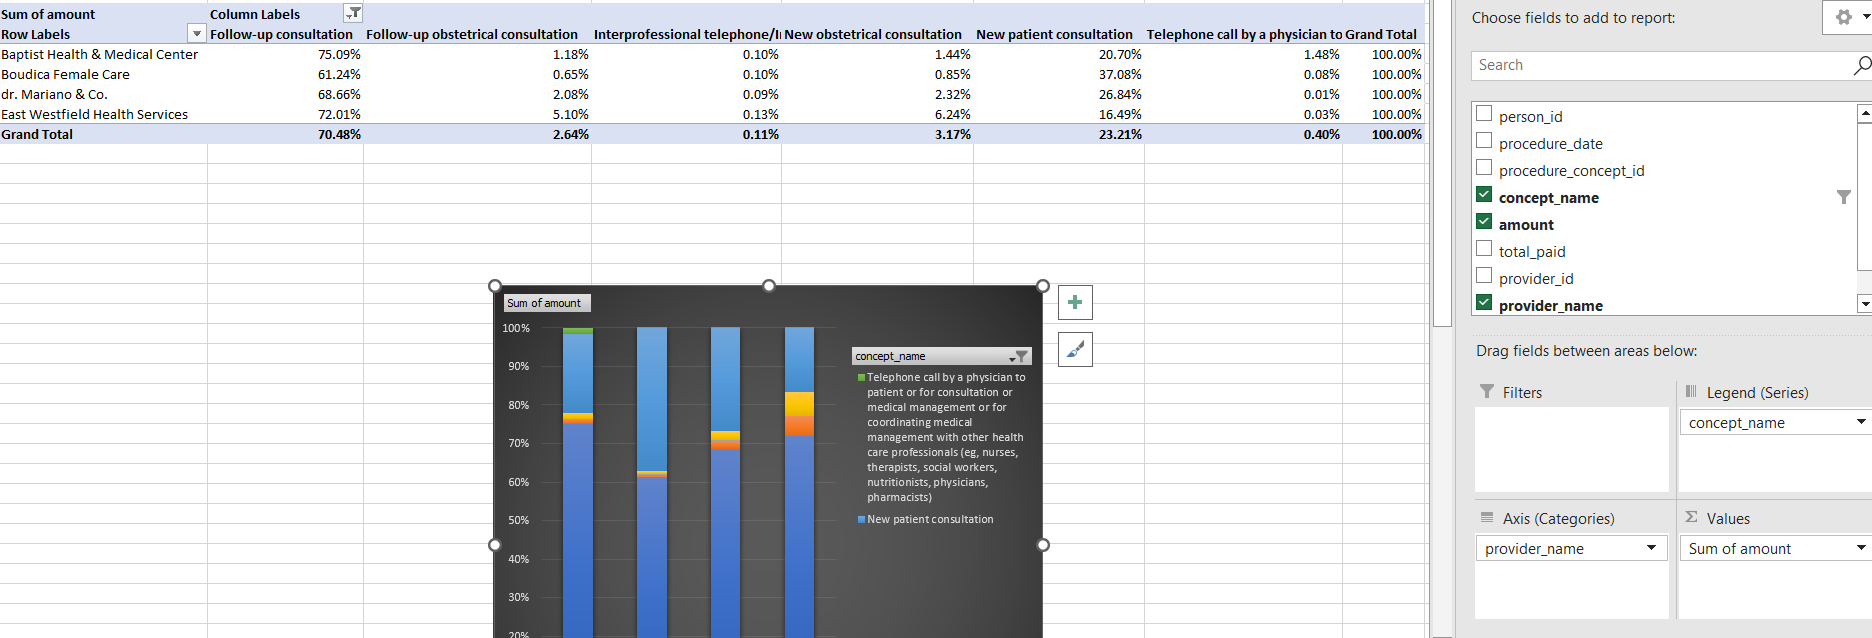 Sum of amount Column Labels
Row Labels Follow-up consultation Follow-up obstetrical consultation Interprofessional telephone/I New obstetrical consultation New patient consultation Telephone call by a physician to Grand Total
Baptist Health & Medical Center 75.09% 1.18% 0.10% 1.44% 20.70% 1.48% 100.00%
Boudica Female Care 61.24% 0.65% 0.10% 0.85% 37.08% 0.08% 100.00%
dr. Mariano & Co. 68.66% 2.08% 0.09% 2.32% 26.84% 0.01% 100.00%
East Westfield Health Services 72.01% 5.10% 0.13% 6.24% 16.49% 0.03% 100.00%
Grand Total 70.48% 2.64% 0.11% 3.17% 23.21% 0.40% 100.00%
Sum of amount
100%
90%
80%
70%
60%
50%
40%
30%
20%
concept_name
Telephone call by a physician to
patient or for consultation or
medical management or for
coordinating medical
management with other health
care professionals (eg, nurses,
therapists, social workers,
nutritionists, physicians,
pharmacists)
New patient consultation
Choose fields to add to report:
Search
person_id
procedure_date
procedure_concept_id
concept_name
amount
total_paid
provider_id
provider_name
Drag fields between areas below:
Filters
Legend (Series)
concept_name
Axis (Categories)
provider_name
Σ Values
Sum of amount